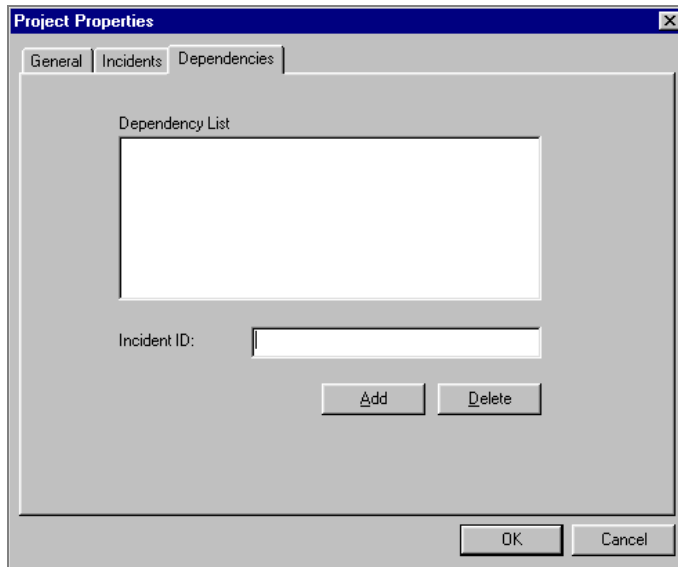 Project Properties
General Incidents Dependencies
Dependency List
Incident ID:
Add Delete
OK Cancel